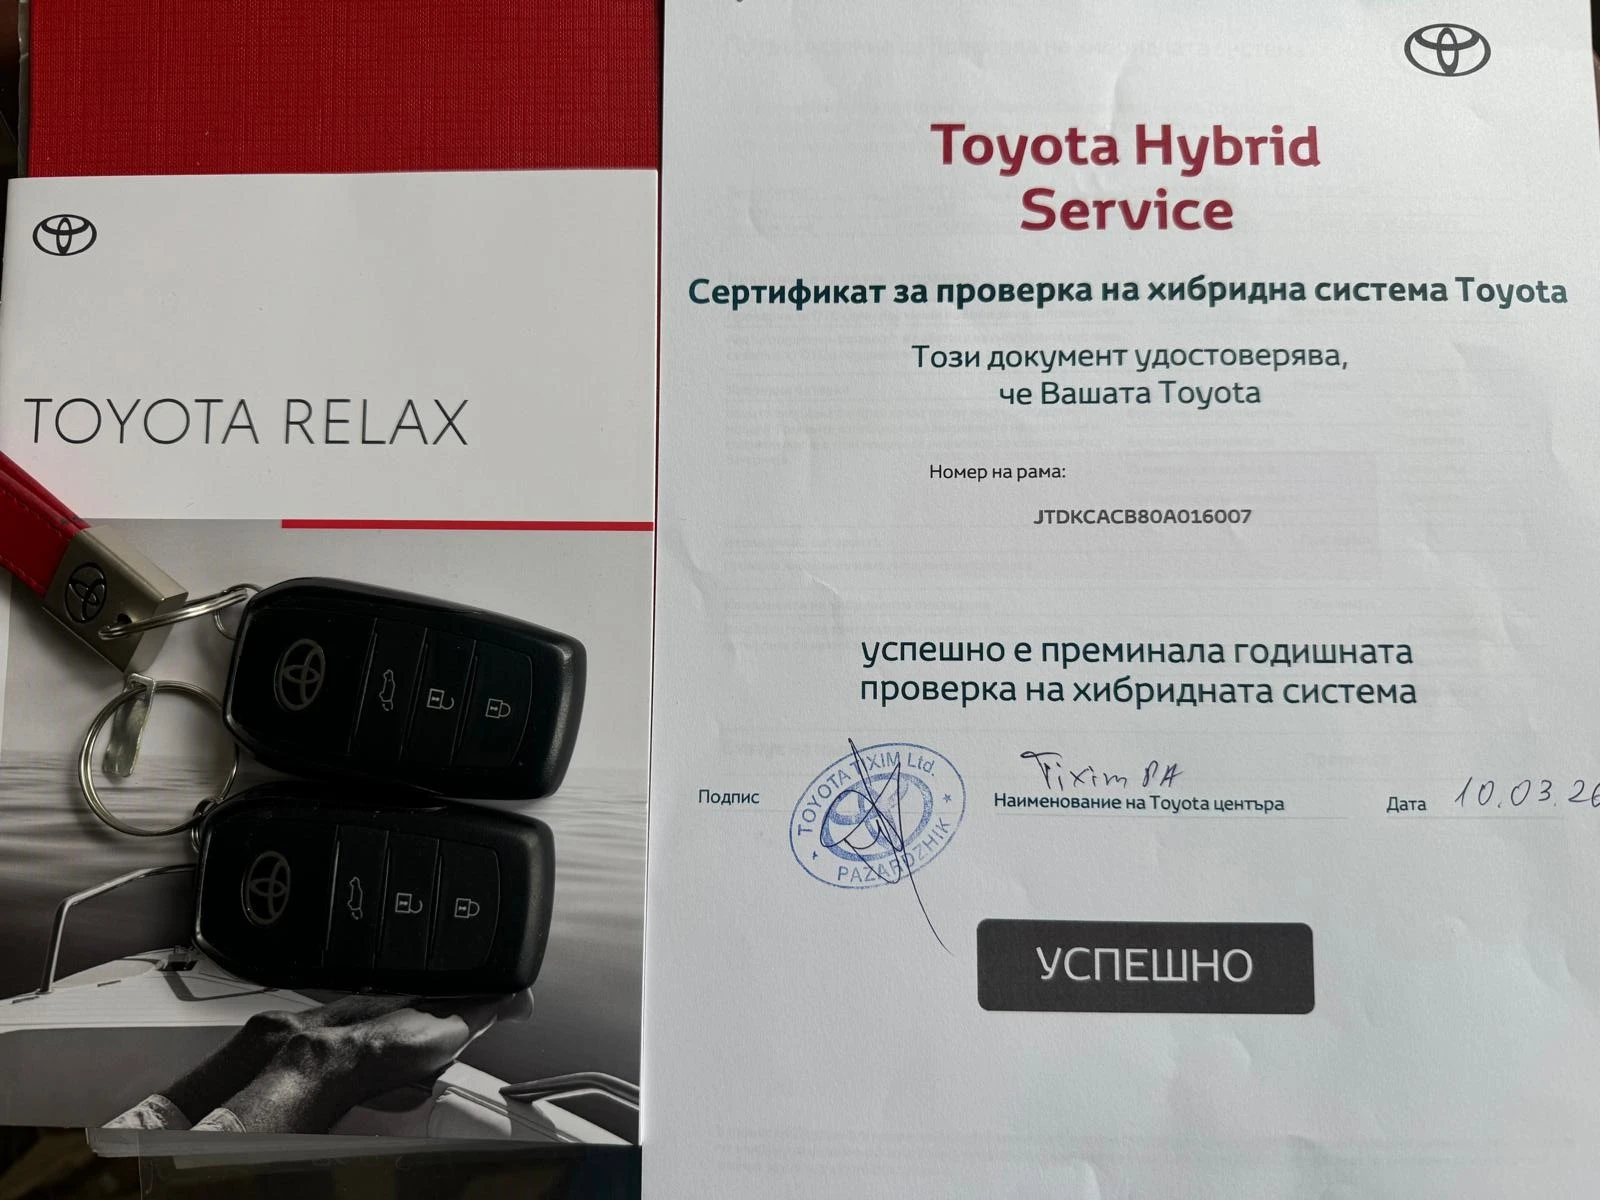 TOYOTA RELAX
Toyota Hybrid
Service
Сертификат за проверка на хибридна система Toyota
Този документ удостоверява,
че Вашата Toyota
Номер на рама:
JTDKCACB80A016007
успешно е преминала годишната
проверка на хибридната система
Подпис
TOYOTA TIXIM Ltd.
PAZARDZHIK
Tixim PA
Наименование на Toyota центъра
Дата
10.03.26
УСПЕШНО